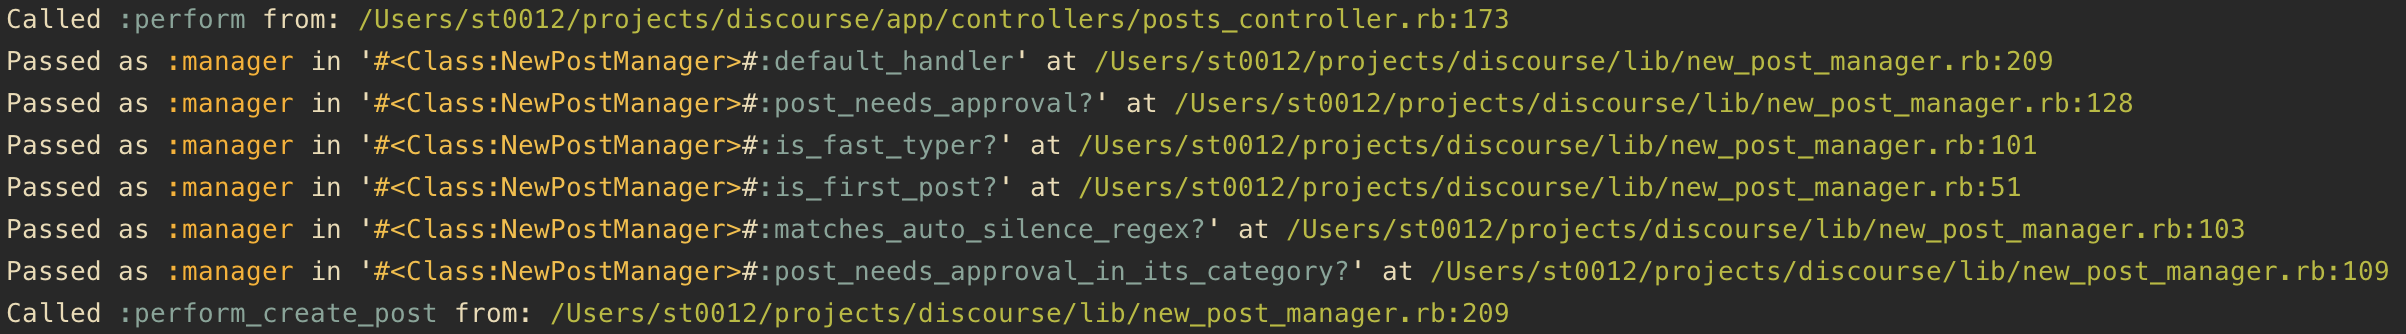 Called :perform from: /Users/st0012/projects/discourse/app/controllers/posts_controller.rb:173
Passed as :manager in '#<Class:NewPostManager>#:default_handler' at /Users/st0012/projects/discourse/lib/new_post_manager.rb:209
Passed as :manager in '#<Class:NewPostManager>#:post_needs_approval?' at /Users/st0012/projects/discourse/lib/new_post_manager.rb:128
Passed as :manager in '#<Class:NewPostManager>#:is_fast_typer?' at /Users/st0012/projects/discourse/lib/new_post_manager.rb:101
Passed as :manager in '#<Class:NewPostManager>#:is_first_post?' at /Users/st0012/projects/discourse/lib/new_post_manager.rb:51
Passed as :manager in '#<Class:NewPostManager>#:matches_auto_silence_regex?' at /Users/st0012/projects/discourse/lib/new_post_manager.rb:103
Passed as :manager in '#<Class:NewPostManager>#:post_needs_approval_in_its_category?' at /Users/st0012/projects/discourse/lib/new_post_manager.rb:109
Called :perform_create_post from: /Users/st0012/projects/discourse/lib/new_post_manager.rb:209